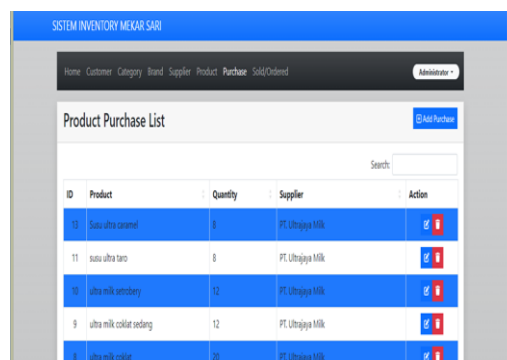 SISTEM INVENTORY MEKAR SARI
Home Customer Category Brand Supplier Product Purchase Sold/Ordered Administrator
Product Purchase List
Add Purchase
Search:
ID Product Quantity Supplier Action
13 Susu ultra caramel 8 PT. Ultrajaya Milk
11 susu ultra taro 8 PT. Ultrajaya Milk
10 ultra milk setrobery 12 PT. Ultrajaya Milk
9 ultra milk coklat sedang 12 PT. Ultrajaya Milk
8 ultra milk coklat 20 PT. Ultrajaya Milk